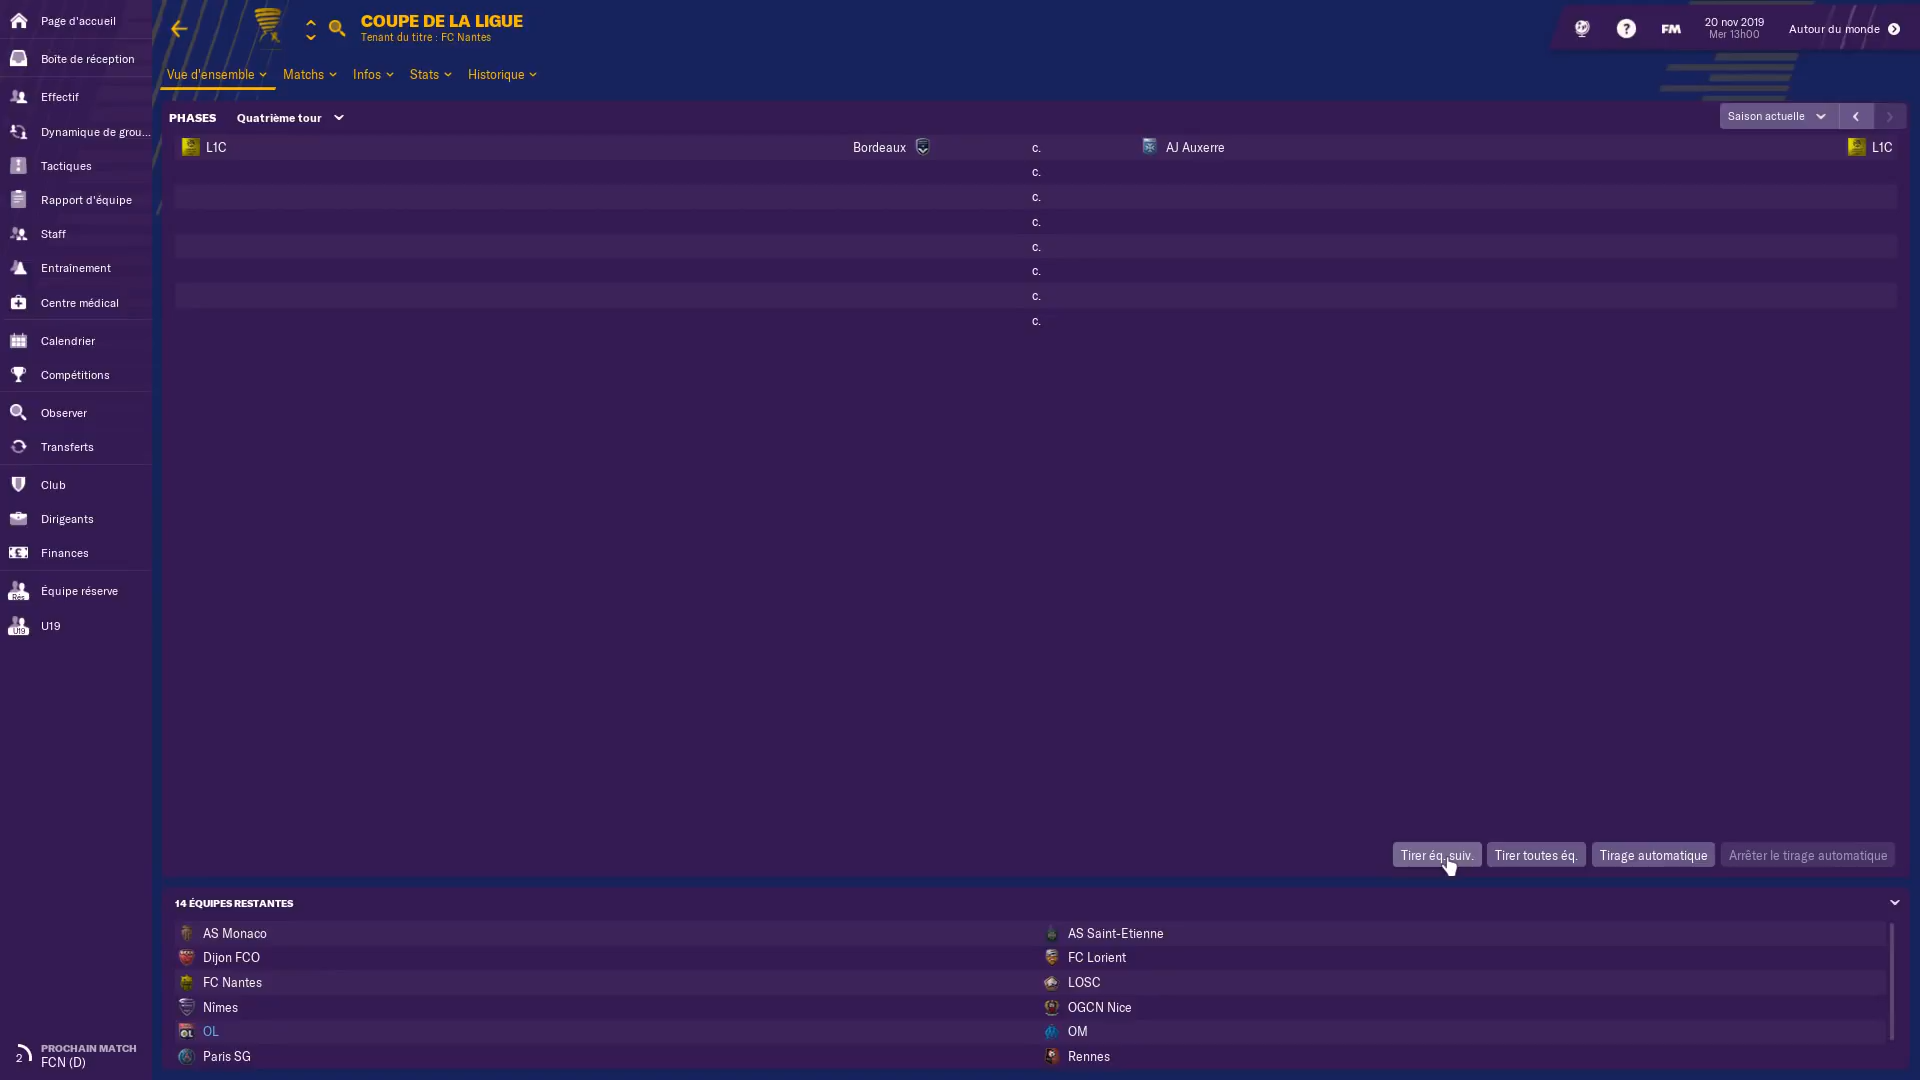 Page d'accueil
Boîte de réception
Effectif
Dynamique de grou...
Tactiques
Rapport d'équipe
Staff
Entraînement
Centre médical
Calendrier
Compétitions
Observer
Transferts
Club
Dirigeants
Finances
Équipe réserve
U19
2 PROCHAIN MATCH
FCN (D)
COUPE DE LA LIGUE
Tenant du titre : FC Nantes
FM
20 nov 2019
Mer 13h00
Autour du monde
Vue d'ensemble Matchs Infos Stats Historique
PHASES Quatrième tour Saison actuelle
L1C Bordeaux c. AJ Auxerre L1C
c.
c.
c.
c.
c.
c.
c.
Tirer éq. suiv. Tirer toutes éq. Tirage automatique Arrêter le tirage automatique
14 ÉQUIPES RESTANTES
AS Monaco AS Saint-Etienne
Dijon FCO FC Lorient
FC Nantes LOSC
Nîmes OGCN Nice
OL OM
Paris SG Rennes